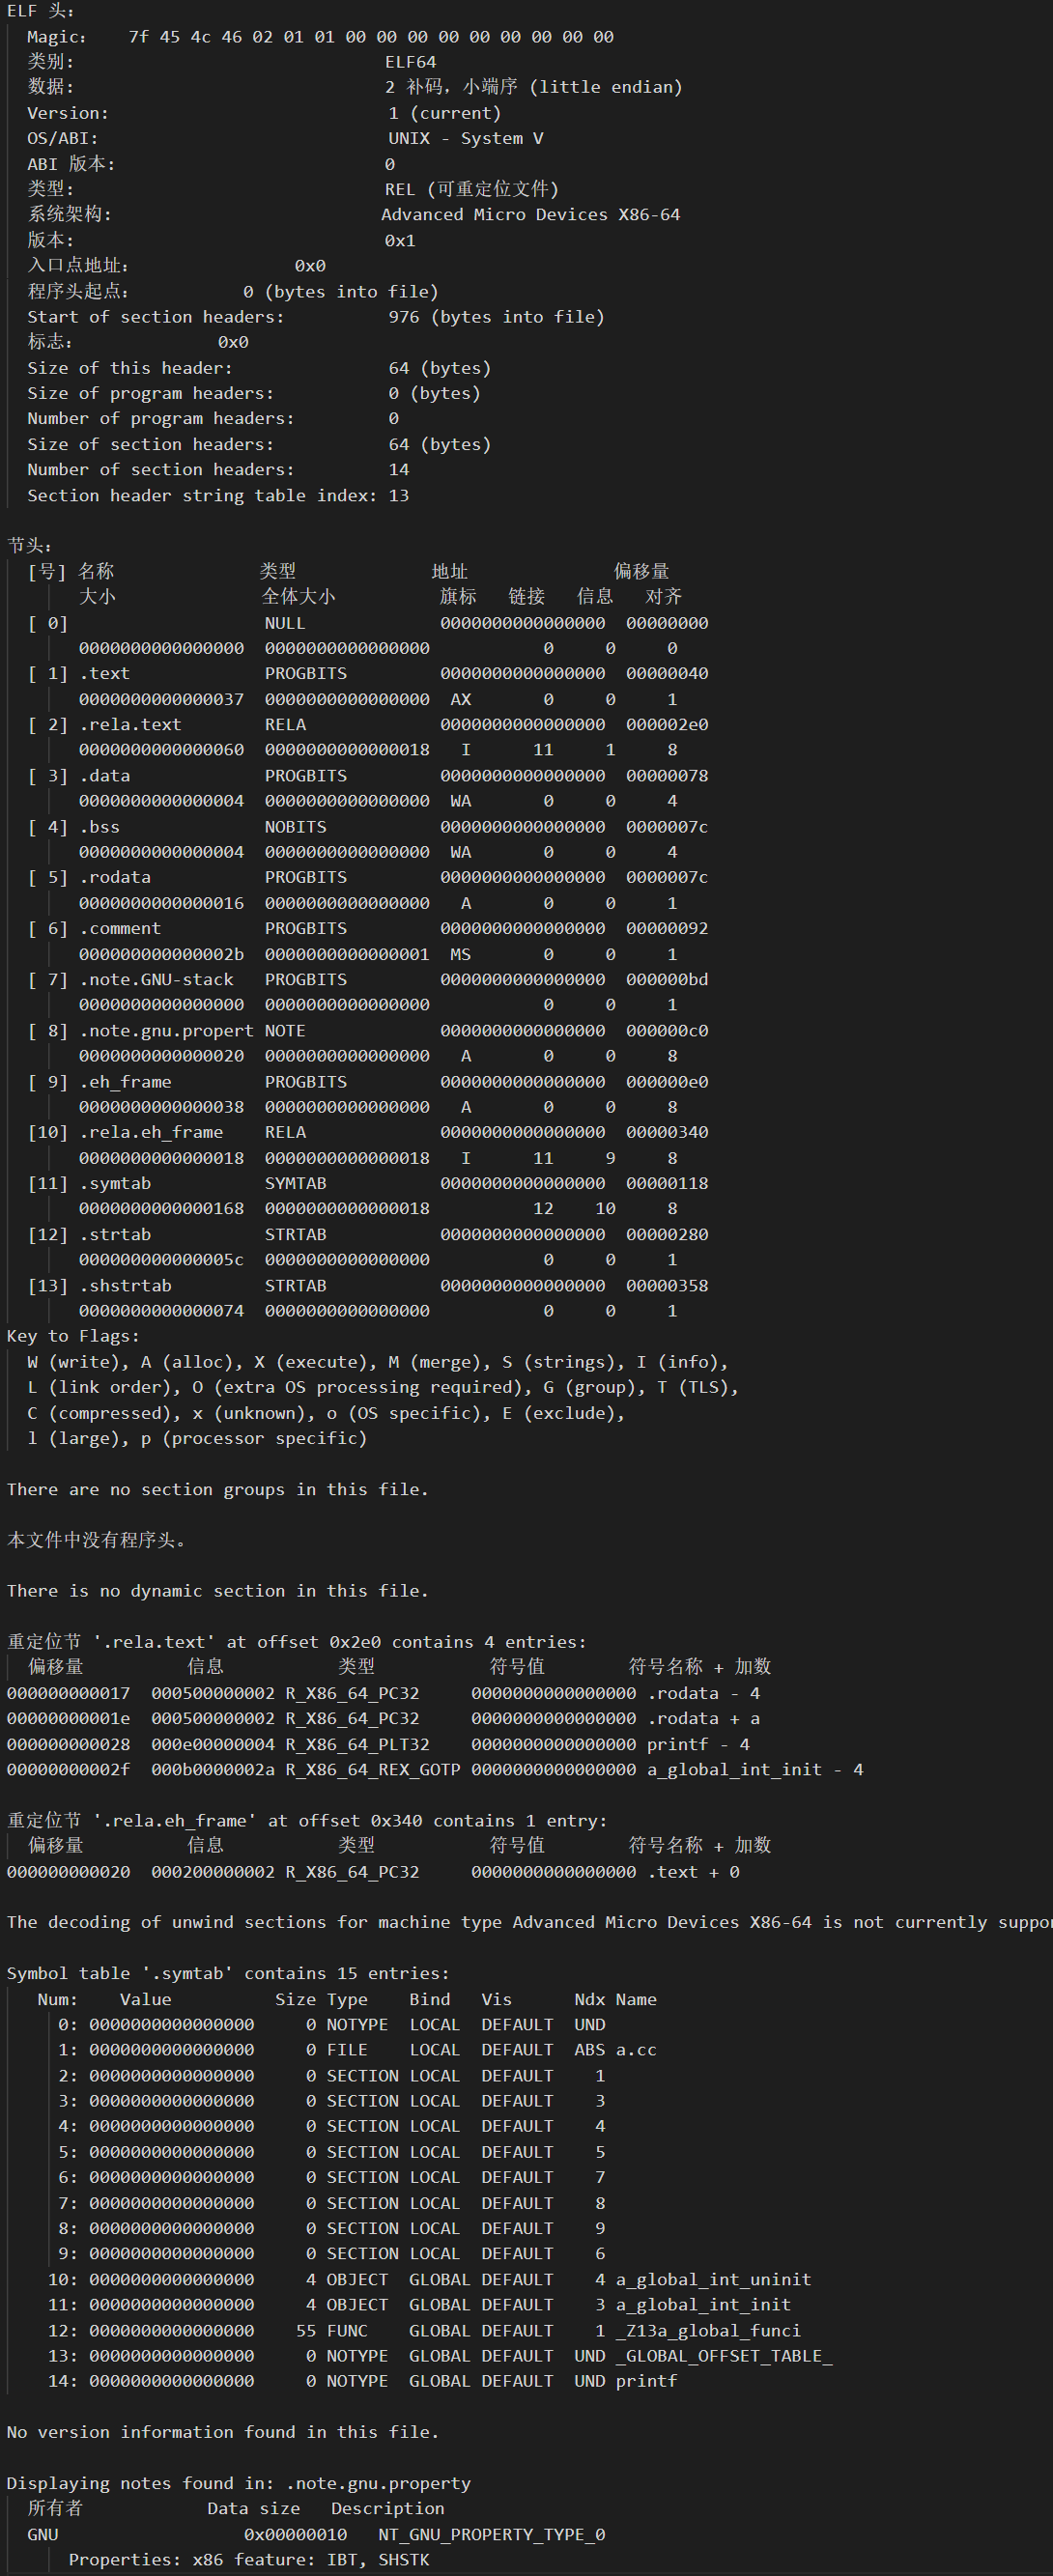 ELF 头:
Magic: 7f 45 4c 46 02 01 01 00 00 00 00 00 00 00 00 00
类别: ELF64
数据: 2 补码，小端序 (little endian)
Version: 1 (current)
OS/ABI: UNIX - System V
ABI 版本: 0
类型: REL (可重定位文件)
系统架构: Advanced Micro Devices X86-64
版本: 0x1
入口点地址: 0x0
程序头起点: 0 (bytes into file)
Start of section headers: 976 (bytes into file)
标志: 0x0
Size of this header: 64 (bytes)
Size of program headers: 0 (bytes)
Number of program headers: 0
Size of section headers: 64 (bytes)
Number of section headers: 14
Section header string table index: 13
节头:
[号] 名称 类型 地址 偏移量
大小 全体大小 旗标 链接 信息 对齐
[ 0] NULL 0000000000000000 00000000
0000000000000000 0000000000000000 0 0 0
[ 1] .text PROGBITS 0000000000000000 00000040
0000000000000037 0000000000000000 AX 0 0 1
[ 2] .rela.text RELA 0000000000000000 000002e0
0000000000000060 0000000000000018 I 11 1 8
[ 3] .data PROGBITS 0000000000000000 00000078
0000000000000004 0000000000000000 WA 0 0 4
[ 4] .bss NOBITS 0000000000000000 0000007c
0000000000000004 0000000000000000 WA 0 0 4
[ 5] .rodata PROGBITS 0000000000000000 0000007c
0000000000000016 0000000000000000 A 0 0 1
[ 6] .comment PROGBITS 0000000000000000 00000092
000000000000002b 0000000000000001 MS 0 0 1
[ 7] .note.GNU-stack PROGBITS 0000000000000000 000000bd
0000000000000000 0000000000000000 0 0 1
[ 8] .note.gnu.propert NOTE 0000000000000000 000000c0
0000000000000020 0000000000000000 A 0 0 8
[ 9] .eh_frame PROGBITS 0000000000000000 000000e0
0000000000000038 0000000000000000 A 0 0 8
[10] .rela.eh_frame RELA 0000000000000000 00000340
0000000000000018 0000000000000018 I 11 9 8
[11] .symtab SYMTAB 0000000000000000 00000118
0000000000000168 0000000000000018 12 10 8
[12] .strtab STRTAB 0000000000000000 00000280
000000000000005c 0000000000000000 0 0 1
[13] .shstrtab STRTAB 0000000000000000 00000358
0000000000000074 0000000000000000 0 0 1
Key to Flags:
W (write), A (alloc), X (execute), M (merge), S (strings), I (info),
L (link order), O (extra OS processing required), G (group), T (TLS),
C (compressed), x (unknown), o (OS specific), E (exclude),
l (large), p (processor specific)
There are no section groups in this file.
本文件中没有程序头。
There is no dynamic section in this file.
重定位节 '.rela.text' at offset 0x2e0 contains 4 entries:
偏移量 信息 类型 符号值 符号名称 + 加数
000000000017 000500000002 R_X86_64_PC32 0000000000000000 .rodata - 4
00000000001e 000500000002 R_X86_64_PC32 0000000000000000 .rodata + a
000000000028 000e00000004 R_X86_64_PLT32 0000000000000000 printf - 4
00000000002f 000b0000002a R_X86_64_REX_GOTP 0000000000000000 a_global_int_init - 4
重定位节 '.rela.eh_frame' at offset 0x340 contains 1 entry:
偏移量 信息 类型 符号值 符号名称 + 加数
000000000020 000200000002 R_X86_64_PC32 0000000000000000 .text + 0
The decoding of unwind sections for machine type Advanced Micro Devices X86-64 is not currently suppo
Symbol table '.symtab' contains 15 entries:
Num: Value Size Type Bind Vis Ndx Name
0: 0000000000000000 0 NOTYPE LOCAL DEFAULT UND
1: 0000000000000000 0 FILE LOCAL DEFAULT ABS a.cc
2: 0000000000000000 0 SECTION LOCAL DEFAULT 1
3: 0000000000000000 0 SECTION LOCAL DEFAULT 3
4: 0000000000000000 0 SECTION LOCAL DEFAULT 4
5: 0000000000000000 0 SECTION LOCAL DEFAULT 5
6: 0000000000000000 0 SECTION LOCAL DEFAULT 7
7: 0000000000000000 0 SECTION LOCAL DEFAULT 8
8: 0000000000000000 0 SECTION LOCAL DEFAULT 9
9: 0000000000000000 0 SECTION LOCAL DEFAULT 6
10: 0000000000000000 4 OBJECT GLOBAL DEFAULT 4 a_global_int_uninit
11: 0000000000000000 4 OBJECT GLOBAL DEFAULT 3 a_global_int_init
12: 0000000000000000 55 FUNC GLOBAL DEFAULT 1 _Z13a_global_funci
13: 0000000000000000 0 NOTYPE GLOBAL DEFAULT UND _GLOBAL_OFFSET_TABLE_
14: 0000000000000000 0 NOTYPE GLOBAL DEFAULT UND printf
No version information found in this file.
Displaying notes found in: .note.gnu.property
所有者 Data size Description
GNU 0x00000010 NT_GNU_PROPERTY_TYPE_0
Properties: x86 feature: IBT, SHSTK